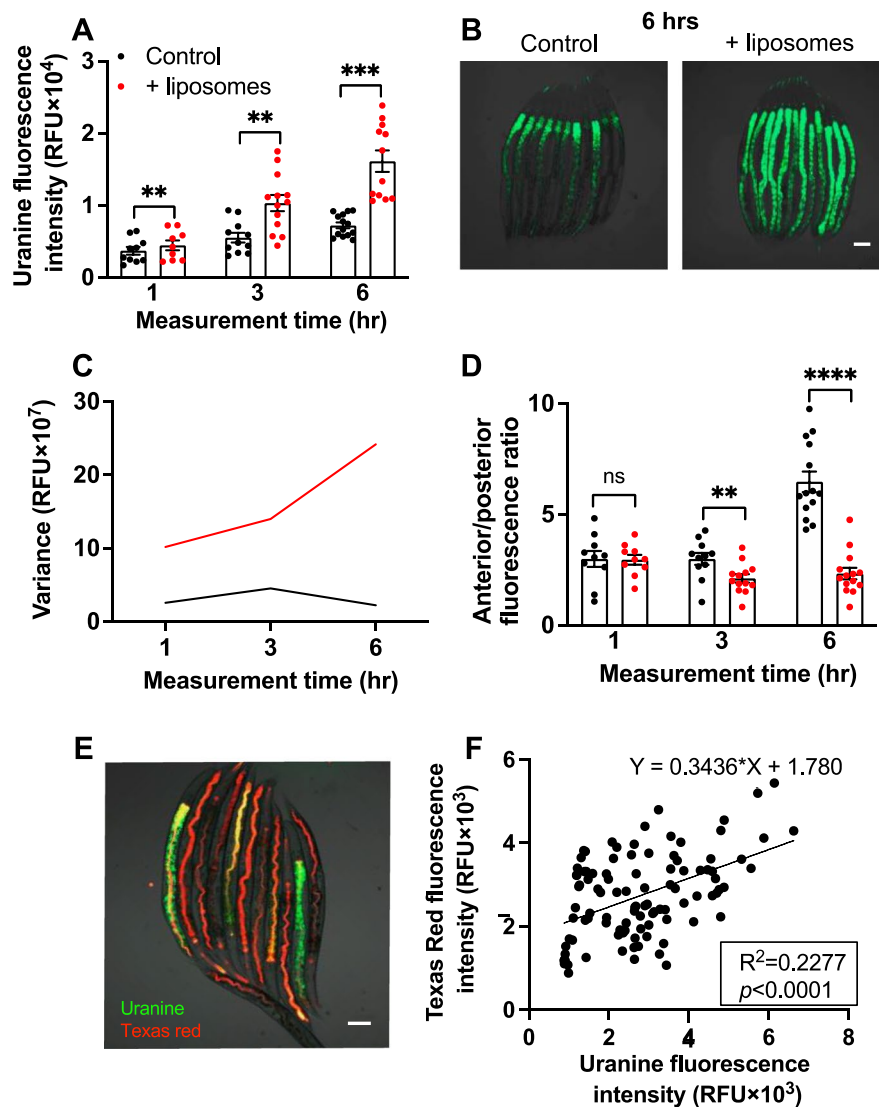 A
Uranine fluorescence
intensity (RFU×10⁴)
3
2
1
0
Control
+ liposomes
**
**
***
1
3
6
Measurement time (hr)
B
6 hrs
Control
+ liposomes
C
Variance (RFU×10⁷)
30
20
10
0
1
3
6
Measurement time (hr)
D
Anterior/posterior
fluorescence ratio
10
5
0
ns
**
****
1
3
6
Measurement time (hr)
E
Uranine
Texas red
F
Texas Red fluorescence
intensity (RFU×10³)
6
4
2
0
Y = 0.3436*X + 1.780
R²=0.2277
p<0.0001
0
2
4
6
8
Uranine fluorescence
intensity (RFU×10³)